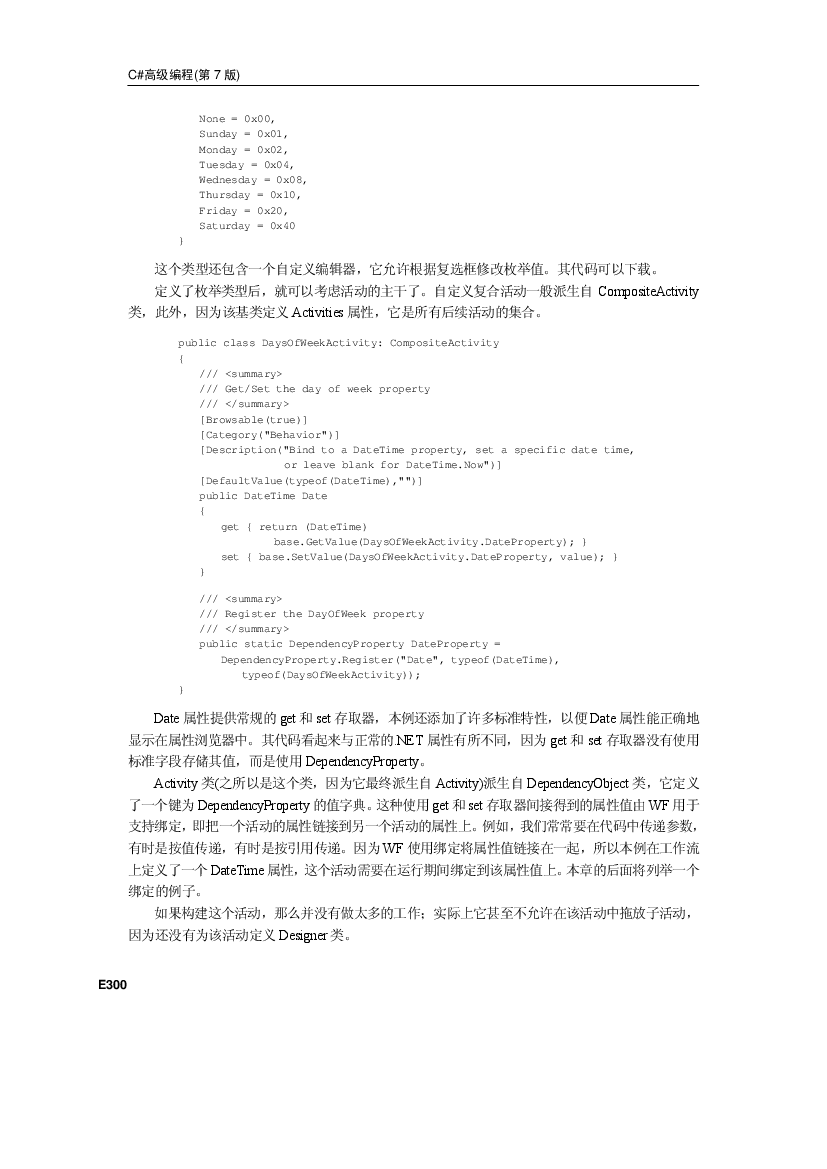 C#高级编程(第 7 版)
None = 0x00,
Sunday = 0x01,
Monday = 0x02,
Tuesday = 0x04,
Wednesday = 0x08,
Thursday = 0x10,
Friday = 0x20,
Saturday = 0x40
}
这个类型还包含一个自定义编辑器，它允许根据复选框修改枚举值。其代码可以下载。
定义了枚举类型后，就可以考虑活动的主干了。自定义复合活动一般派生自 CompositeActivity
类，此外，因为该基类定义 Activities 属性，它是所有后续活动的集合。
public class DaysOfWeekActivity: CompositeActivity
{
/// <summary>
/// Get/Set the day of week property
/// </summary>
[Browsable(true)]
[Category("Behavior")]
[Description("Bind to a DateTime property, set a specific date time,
or leave blank for DateTime.Now")]
[DefaultValue(typeof(DateTime),"")]
public DateTime Date
{
get { return (DateTime)
base.GetValue(DaysOfWeekActivity.DateProperty); }
set { base.SetValue(DaysOfWeekActivity.DateProperty, value); }
}
/// <summary>
/// Register the DayOfWeek property
/// </summary>
public static DependencyProperty DateProperty =
DependencyProperty.Register("Date", typeof(DateTime),
typeof(DaysOfWeekActivity));
}
Date 属性提供常规的 get 和 set 存取器，本例还添加了许多标准特性，以便 Date 属性能正确地
显示在属性浏览器中。其代码看起来与正常的.NET 属性有所不同，因为 get 和 set 存取器没有使用
标准字段存储其值，而是使用 DependencyProperty。
Activity 类(之所以是这个类，因为它最终派生自 Activity)派生自 DependencyObject 类，它定义
了一个键为 DependencyProperty 的值字典。这种使用 get 和 set 存取器间接得到的属性值由 WF 用于
支持绑定，即把一个活动的属性链接到另一个活动的属性上。例如，我们常常要在代码中传递参数，
有时是按值传递，有时是按引用传递。因为 WF 使用绑定将属性值链接在一起，所以本例在工作流
上定义了一个 DateTime 属性，这个活动需要在运行期间绑定到该属性值上。本章的后面将列举一个
绑定的例子。
如果构建这个活动，那么并没有做太多的工作；实际上它甚至不允许在该活动中拖放子活动，
因为还没有为该活动定义 Designer 类。
E300